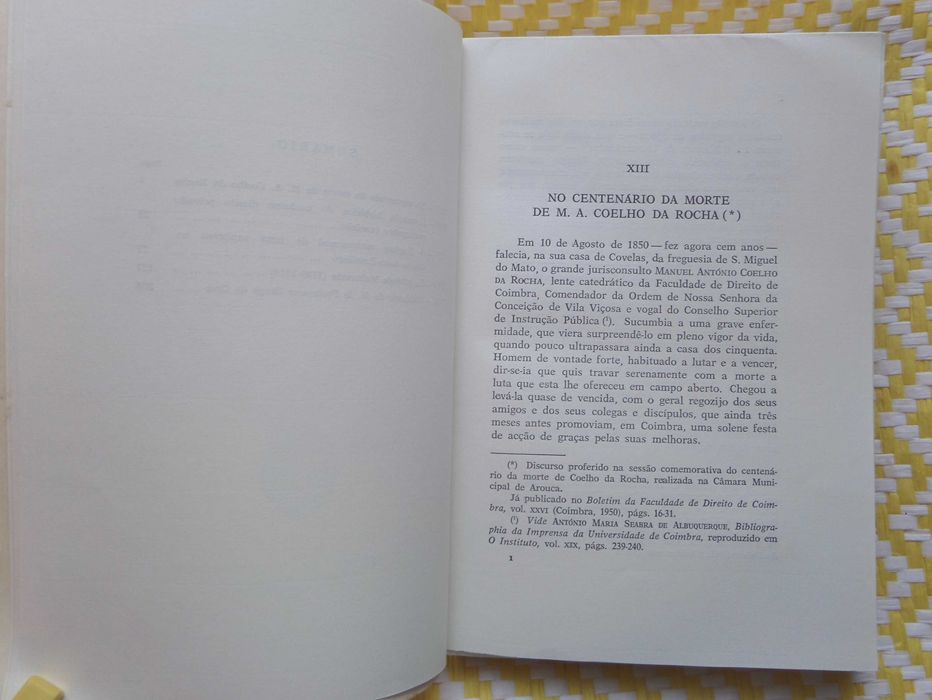 XIII
NO CENTENÁRIO DA MORTE
DE M. A. COELHO DA ROCHA (*)
Em 10 de Agosto de 1850 — fez agora cem anos —
falecia, na sua casa de Covelas, da freguesia de S. Miguel
do Mato, o grande jurisconsulto MANUEL ANTÓNIO COELHO
DA ROCHA, lente catedrático da Faculdade de Direito de
Coimbra, Comendador da Ordem de Nossa Senhora da
Conceição de Vila Viçosa e vogal do Conselho Superior
de Instrução Pública (¹). Sucumbia a uma grave enfer-
midade, que viera surpreendê-lo em pleno vigor da vida,
quando pouco ultrapassara ainda a casa dos cinquenta.
Homem de vontade forte, habituado a lutar e a vencer,
dir-se-ia que quis travar serenamente com a morte a
luta que esta lhe ofereceu em campo aberto. Chegou a
levá-la quase de vencida, com o geral regozijo dos seus
amigos e dos seus colegas e discípulos, que ainda três
meses antes promoviam, em Coimbra, uma solene festa
de acção de graças pelas suas melhoras.
(*) Discurso proferido na sessão comemorativa do centená-
rio da morte de Coelho da Rocha, realizada na Câmara Muni-
cipal de Arouca.
Já publicado no Boletim da Faculdade de Direito de Coim-
bra, vol. XXVI (Coimbra, 1950), págs. 16-31.
(¹) Vide ANTÓNIO MARIA SEABRA DE ALBUQUERQUE, Bibliogra-
phia da Imprensa da Universidade de Coimbra, reproduzido em
O Instituto, vol. XIX, págs. 239-240.
1